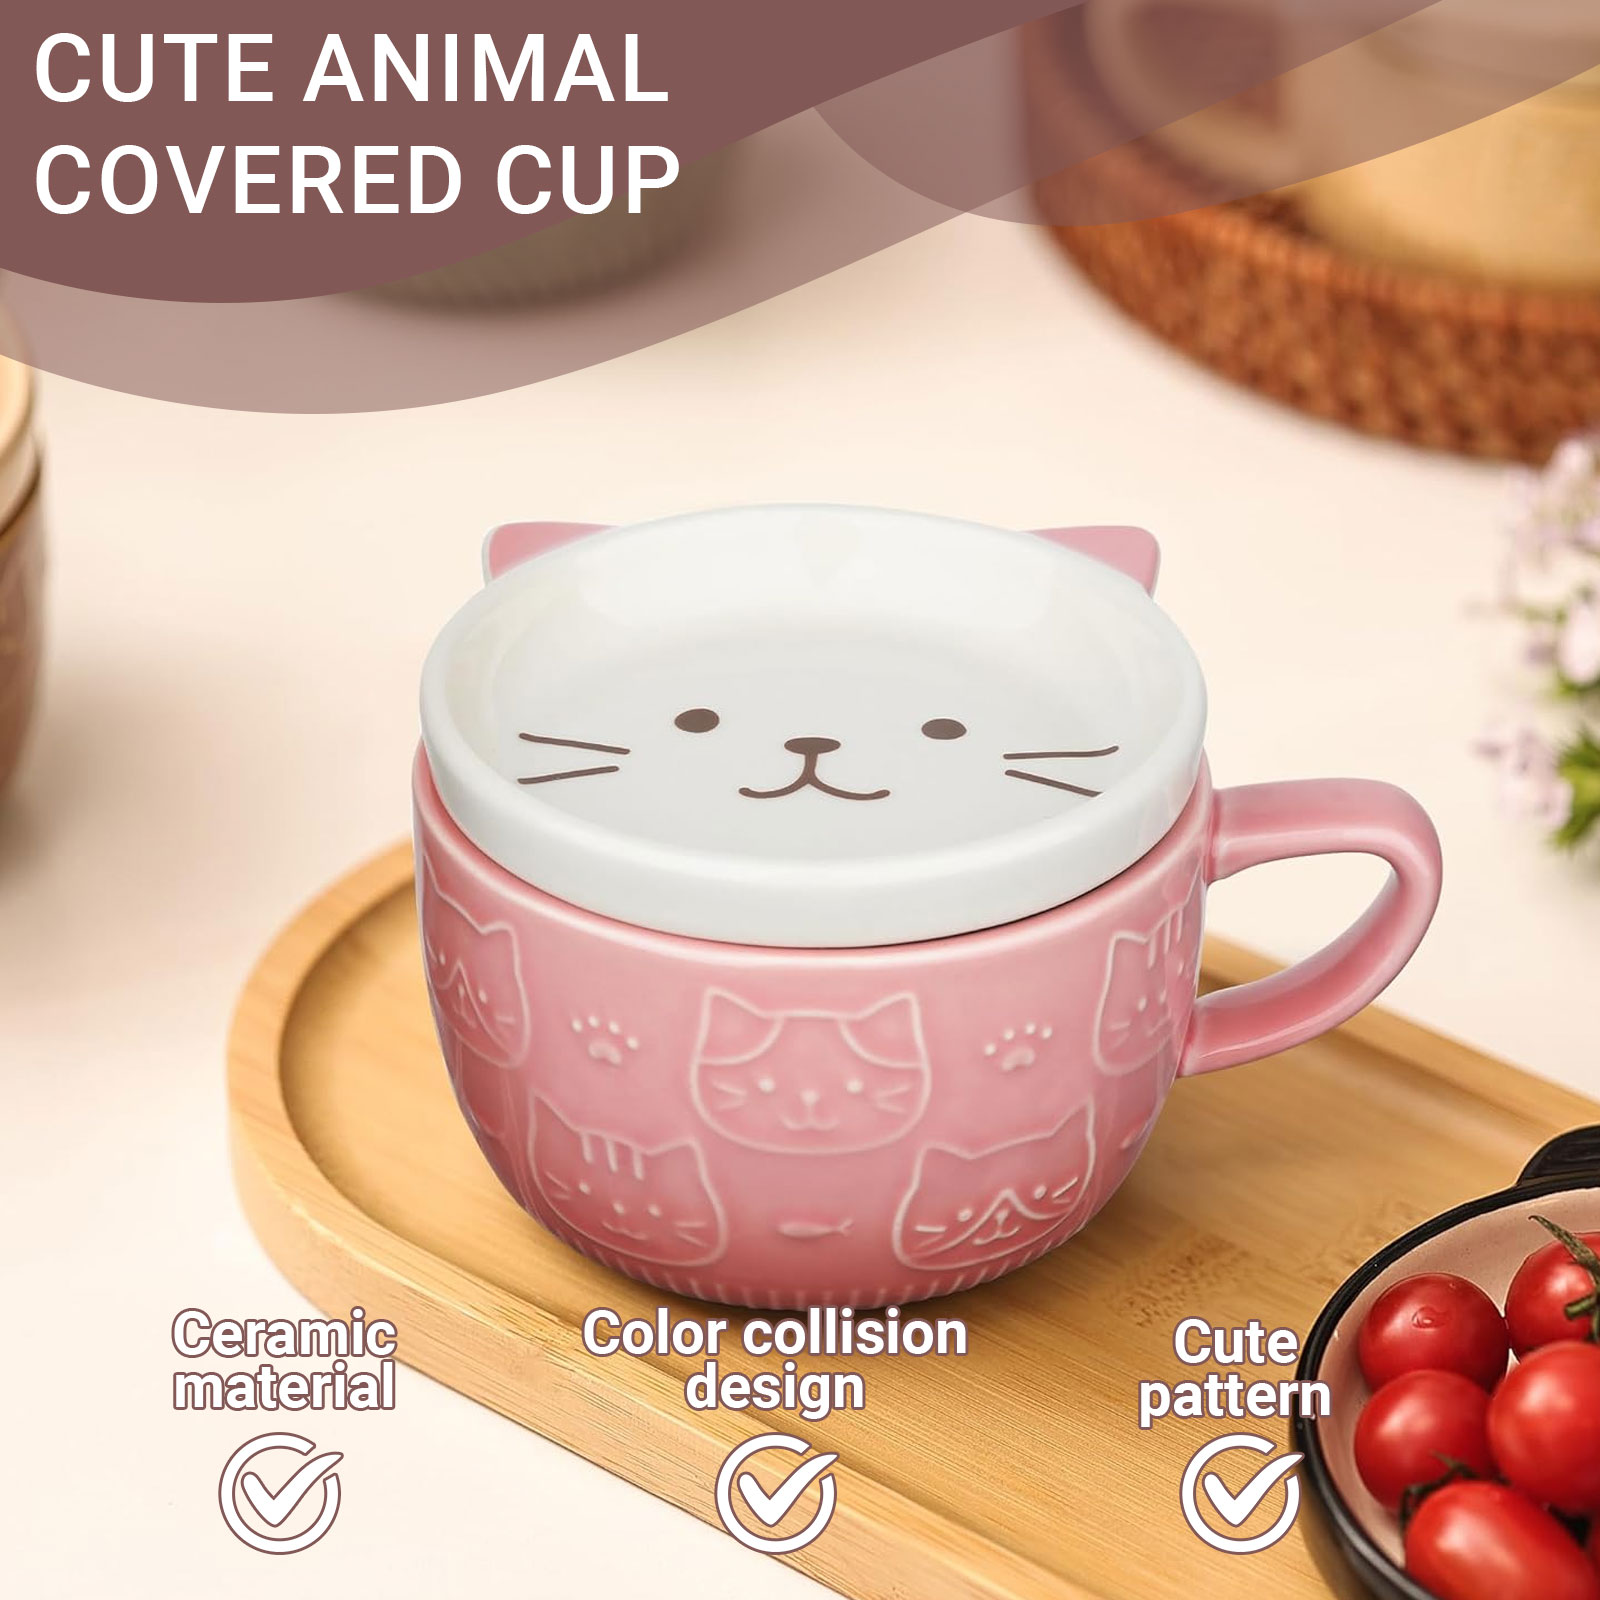 CUTE ANIMAL
COVERED CUP
Ceramic
material
Color collision
design
Cute
pattern